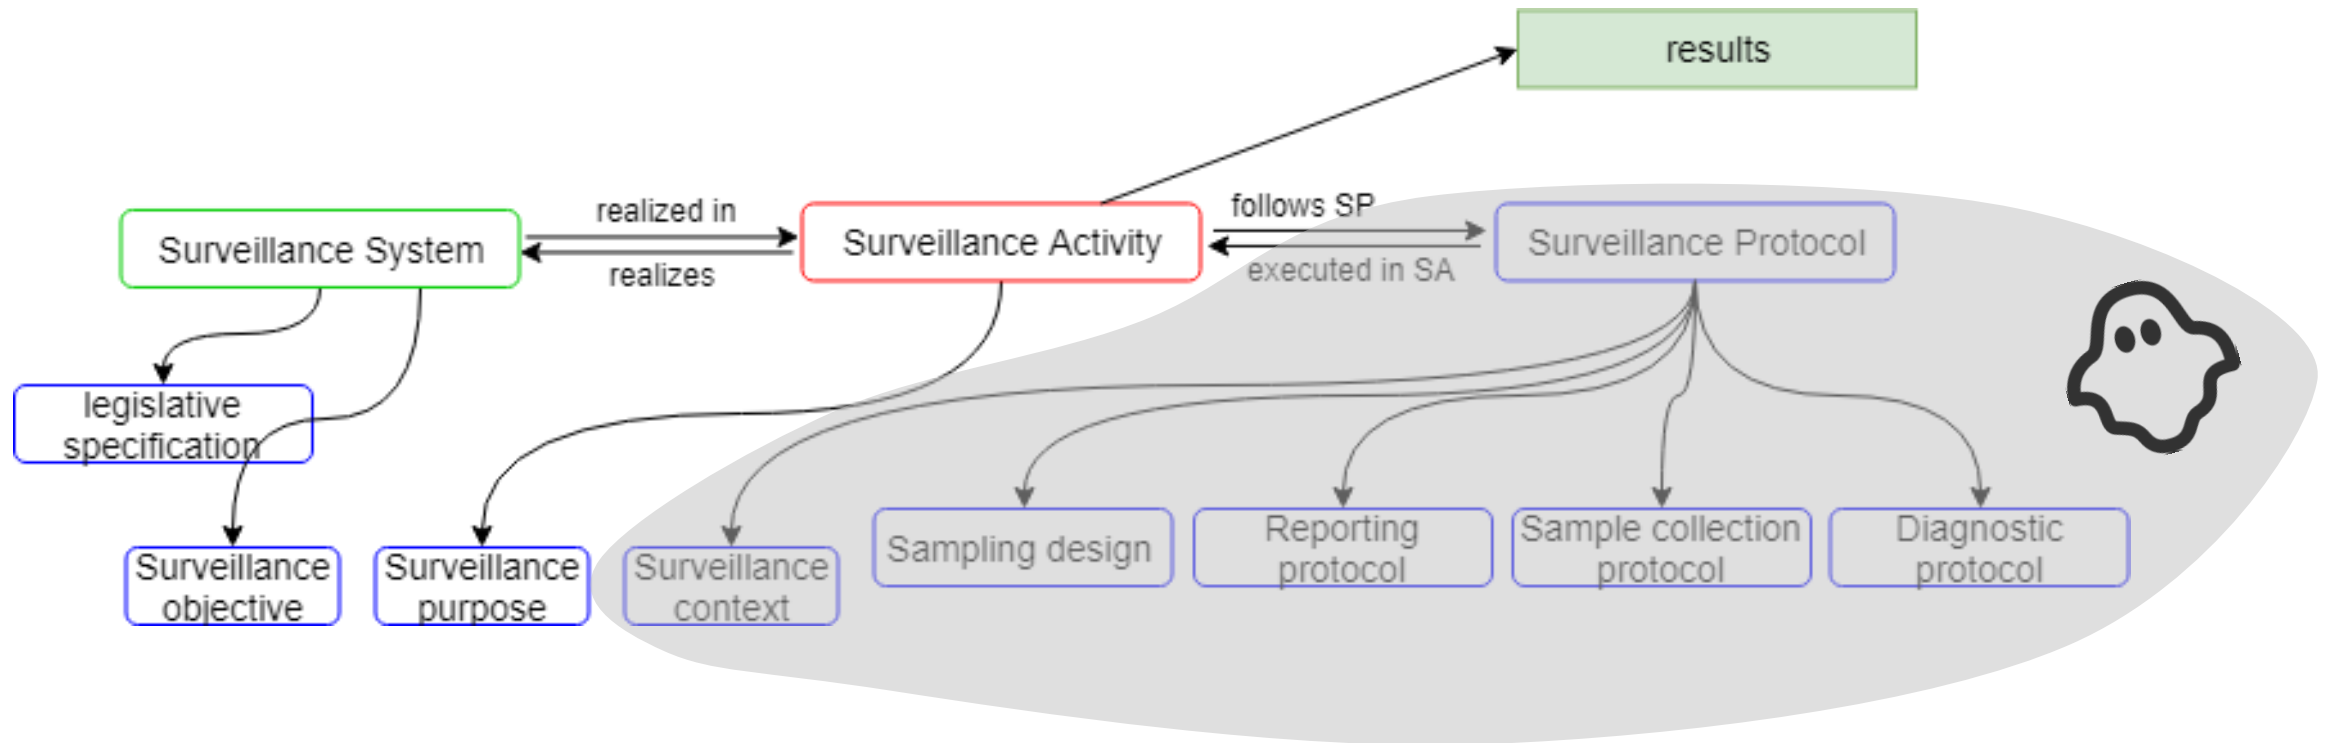 results
realized in
follows SP
Surveillance System
Surveillance Activity
Surveillance Protocol
realizes
executed in SA
legislative
specification
Surveillance
objective
Surveillance
purpose
Surveillance
context
Sampling design
Reporting
protocol
Sample collection
protocol
Diagnostic
protocol